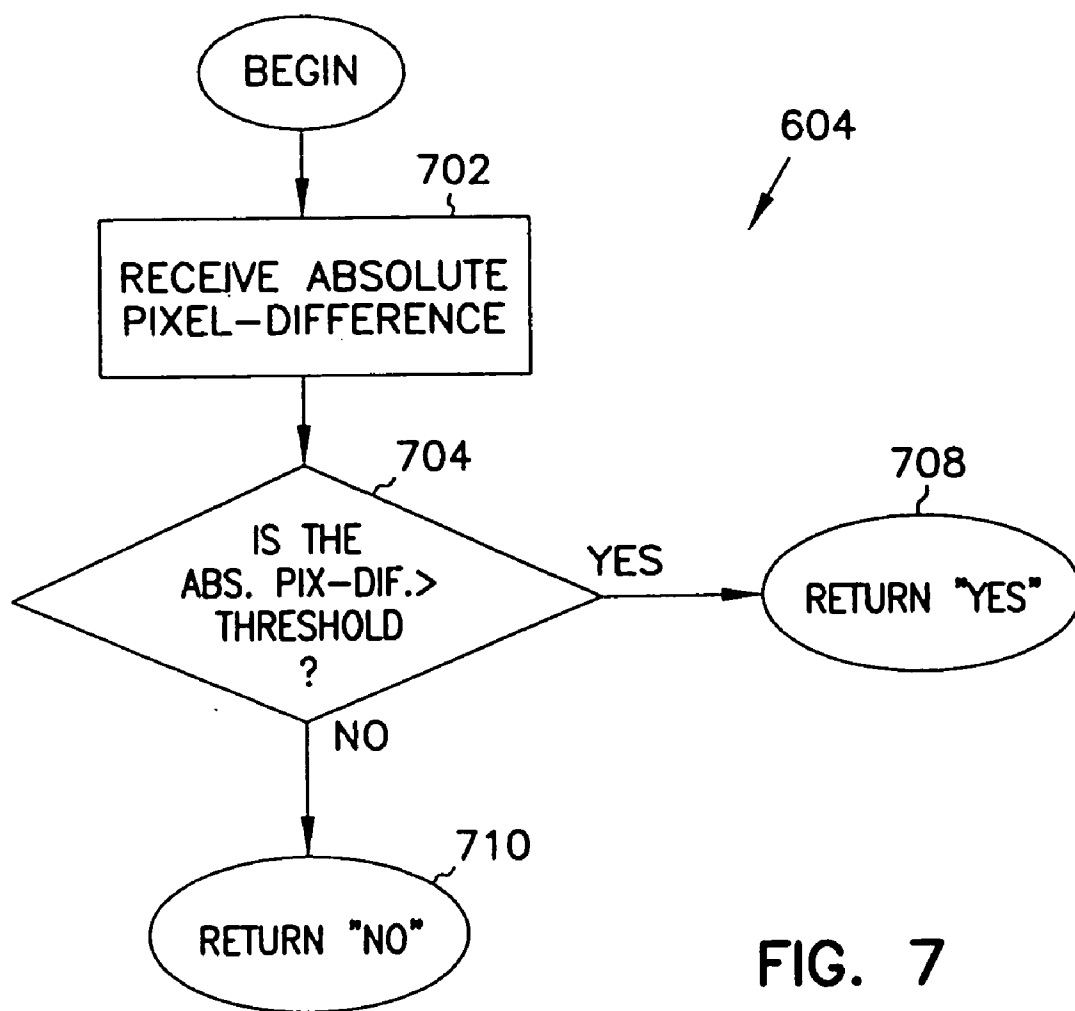 BEGIN
604
702
RECEIVE ABSOLUTE
PIXEL-DIFFERENCE
704
IS THE
ABS. PIX-DIF.>
THRESHOLD
?
YES
708
RETURN "YES"
NO
710
RETURN "NO"
FIG. 7